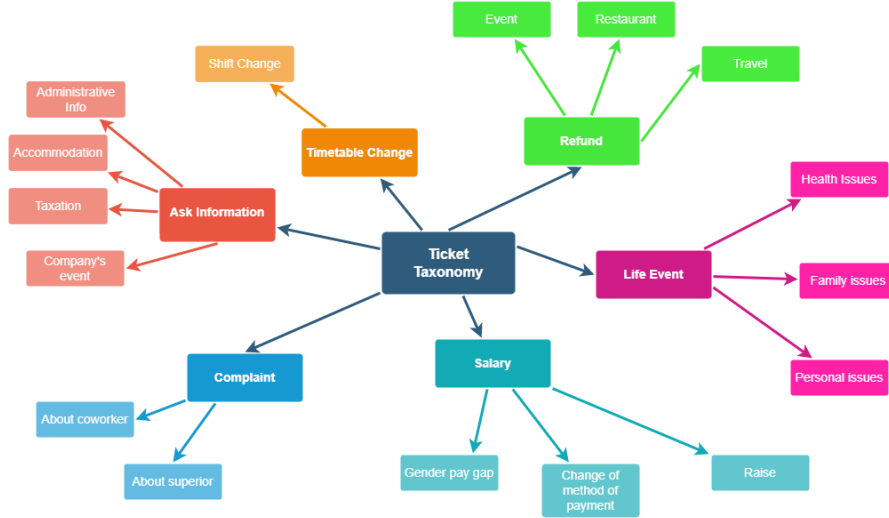 Event
Restaurant
Travel
Shift Change
Timetable Change
Refund
Administrative
Info
Accommodation
Taxation
Company's
event
Ask Information
Ticket
Taxonomy
Life Event
Health Issues
Family issues
Personal issues
Complaint
About coworker
About superior
Salary
Gender pay gap
Change of
method of
payment
Raise